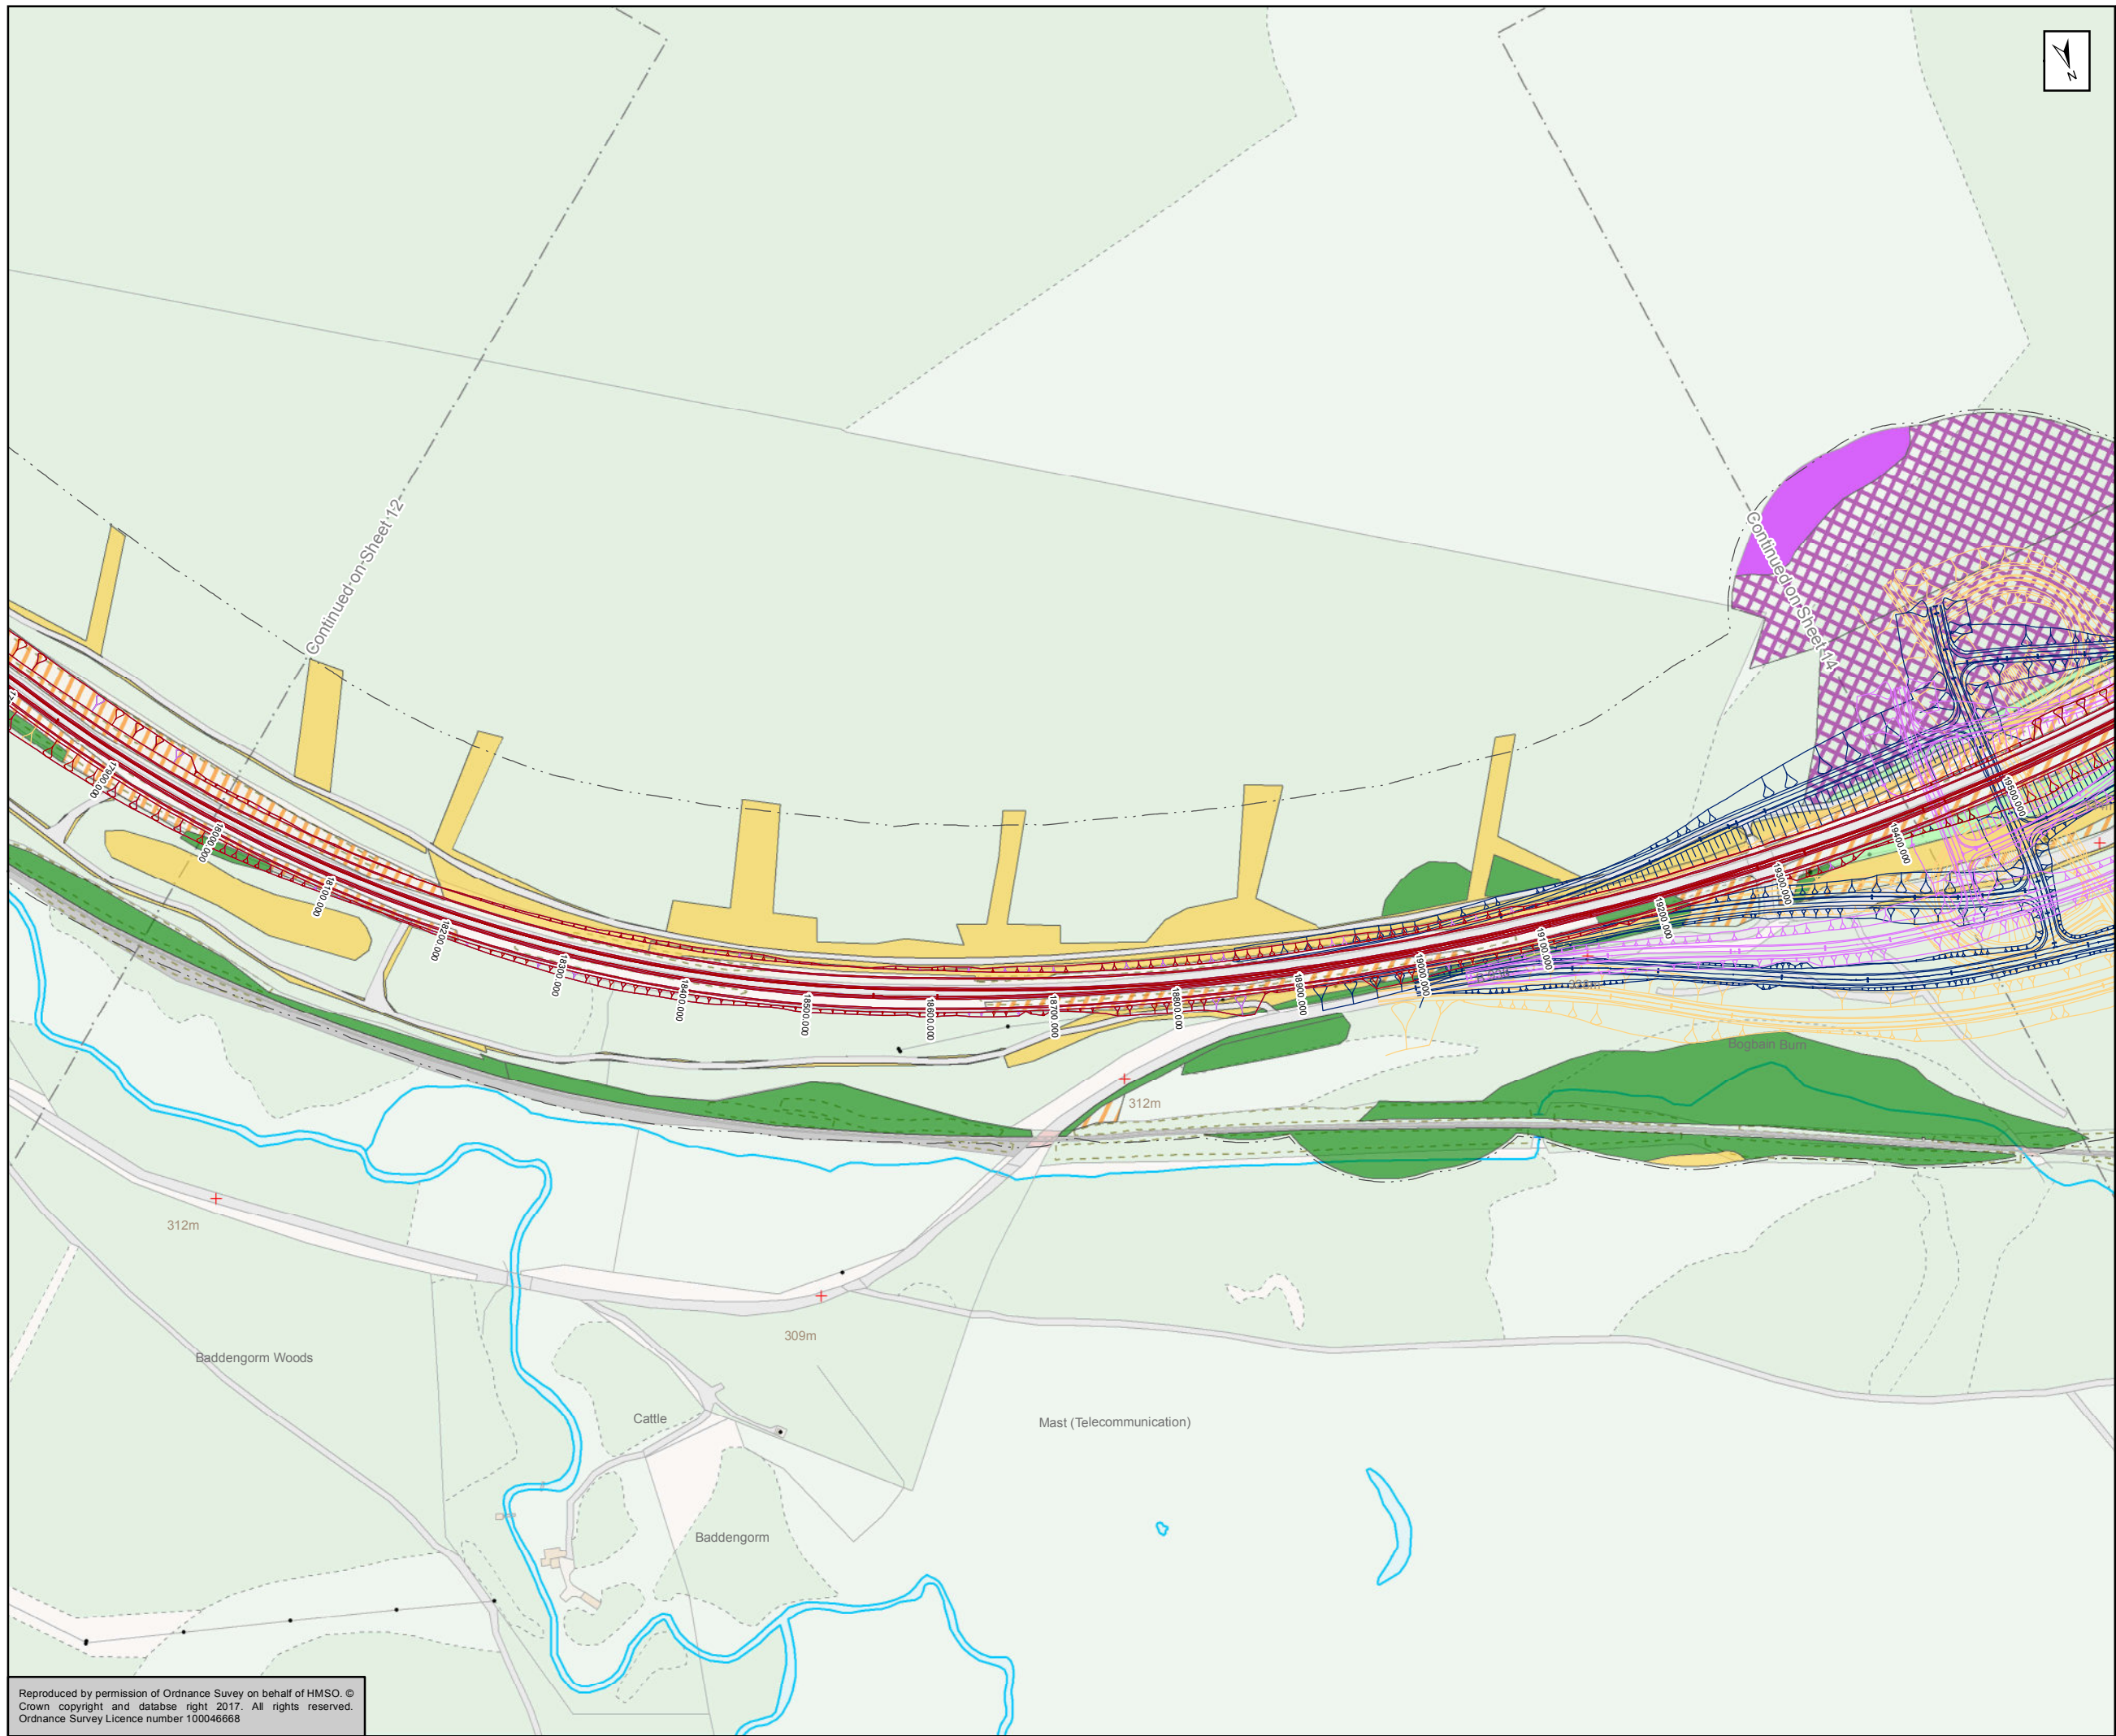 N
Continued on Sheet 12
Continued on Sheet 14
17900.000
18000.000
18100.000
18200.000
18300.000
18400.000
18500.000
18600.000
18700.000
18800.000
18900.000
19000.000
19100.000
19200.000
19300.000
19400.000
19500.000
Bogbain Burn
312m
312m
309m
Baddengorm Woods
Cattle
Mast (Telecommunication)
Baddengorm
Reproduced by permission of Ordnance Suvey on behalf of HMSO. ©
Crown copyright and databse right 2017. All rights reserved.
Ordnance Survey Licence number 100046668